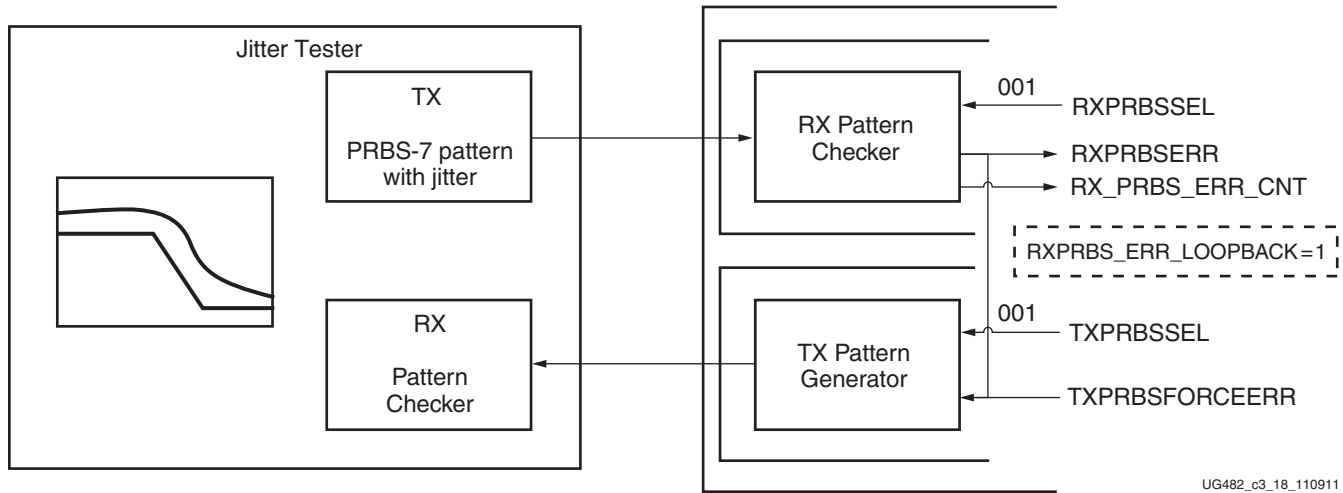 Jitter Tester
TX
PRBS-7 pattern
with jitter
RX
Pattern
Checker
RX Pattern
Checker
001
RXPRBSSEL
RXPRBSERR
RX_PRBS_ERR_CNT
RXPRBS_ERR_LOOPBACK=1
TX Pattern
Generator
001
TXPRBSSEL
TXPRBSFORCEERR
UG482_c3_18_110911